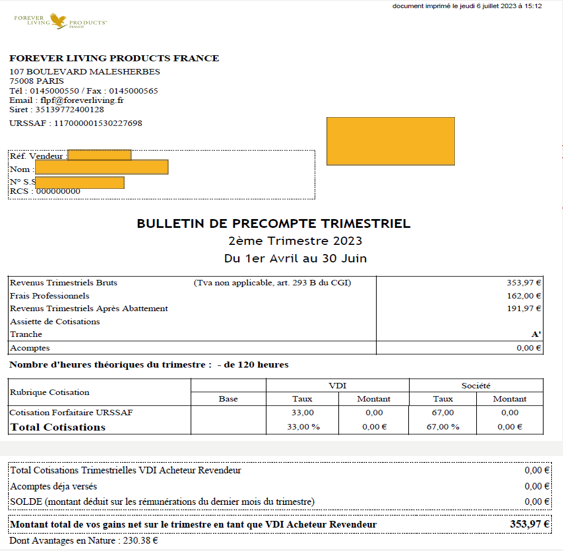 document imprimé le jeudi 6 juillet 2023 à 15:12
FOREVER LIVING PRODUCTS FRANCE
FOREVER LIVING PRODUCTS FRANCE
107 BOULEVARD MALESHERBES
75008 PARIS
Tél : 0145000550 / Fax : 0145000565
Email : flpf@foreverliving.fr
Siret : 35139772400128
URSSAF : 117000001530227698
Réf. Vendeur :
Nom :
N° S.S
RCS : 000000000
BULLETIN DE PRECOMPTE TRIMESTRIEL
2ème Trimestre 2023
Du 1er Avril au 30 Juin
Revenus Trimestriels Bruts (Tva non applicable, art. 293 B du CGI) 353,97 €
Frais Professionnels 162,00 €
Revenus Trimestriels Après Abattement 191,97 €
Assiette de Cotisations
Tranche A'
Acomptes 0,00 €
Nombre d'heures théoriques du trimestre : - de 120 heures
VDI Société
Rubrique Cotisation Base Taux Montant Taux Montant
Cotisation Forfaitaire URSSAF 33,00 0,00 67,00 0,00
Total Cotisations 33,00 % 0,00 € 67,00 % 0,00 €
Total Cotisations Trimestrielles VDI Acheteur Revendeur 0,00 €
Acomptes déja versés 0,00 €
SOLDE (montant déduit sur les rémunérations du dernier mois du trimestre) 0,00 €
Montant total de vos gains net sur le trimestre en tant que VDI Acheteur Revendeur 353,97 €
Dont Avantages en Nature : 230.38 €